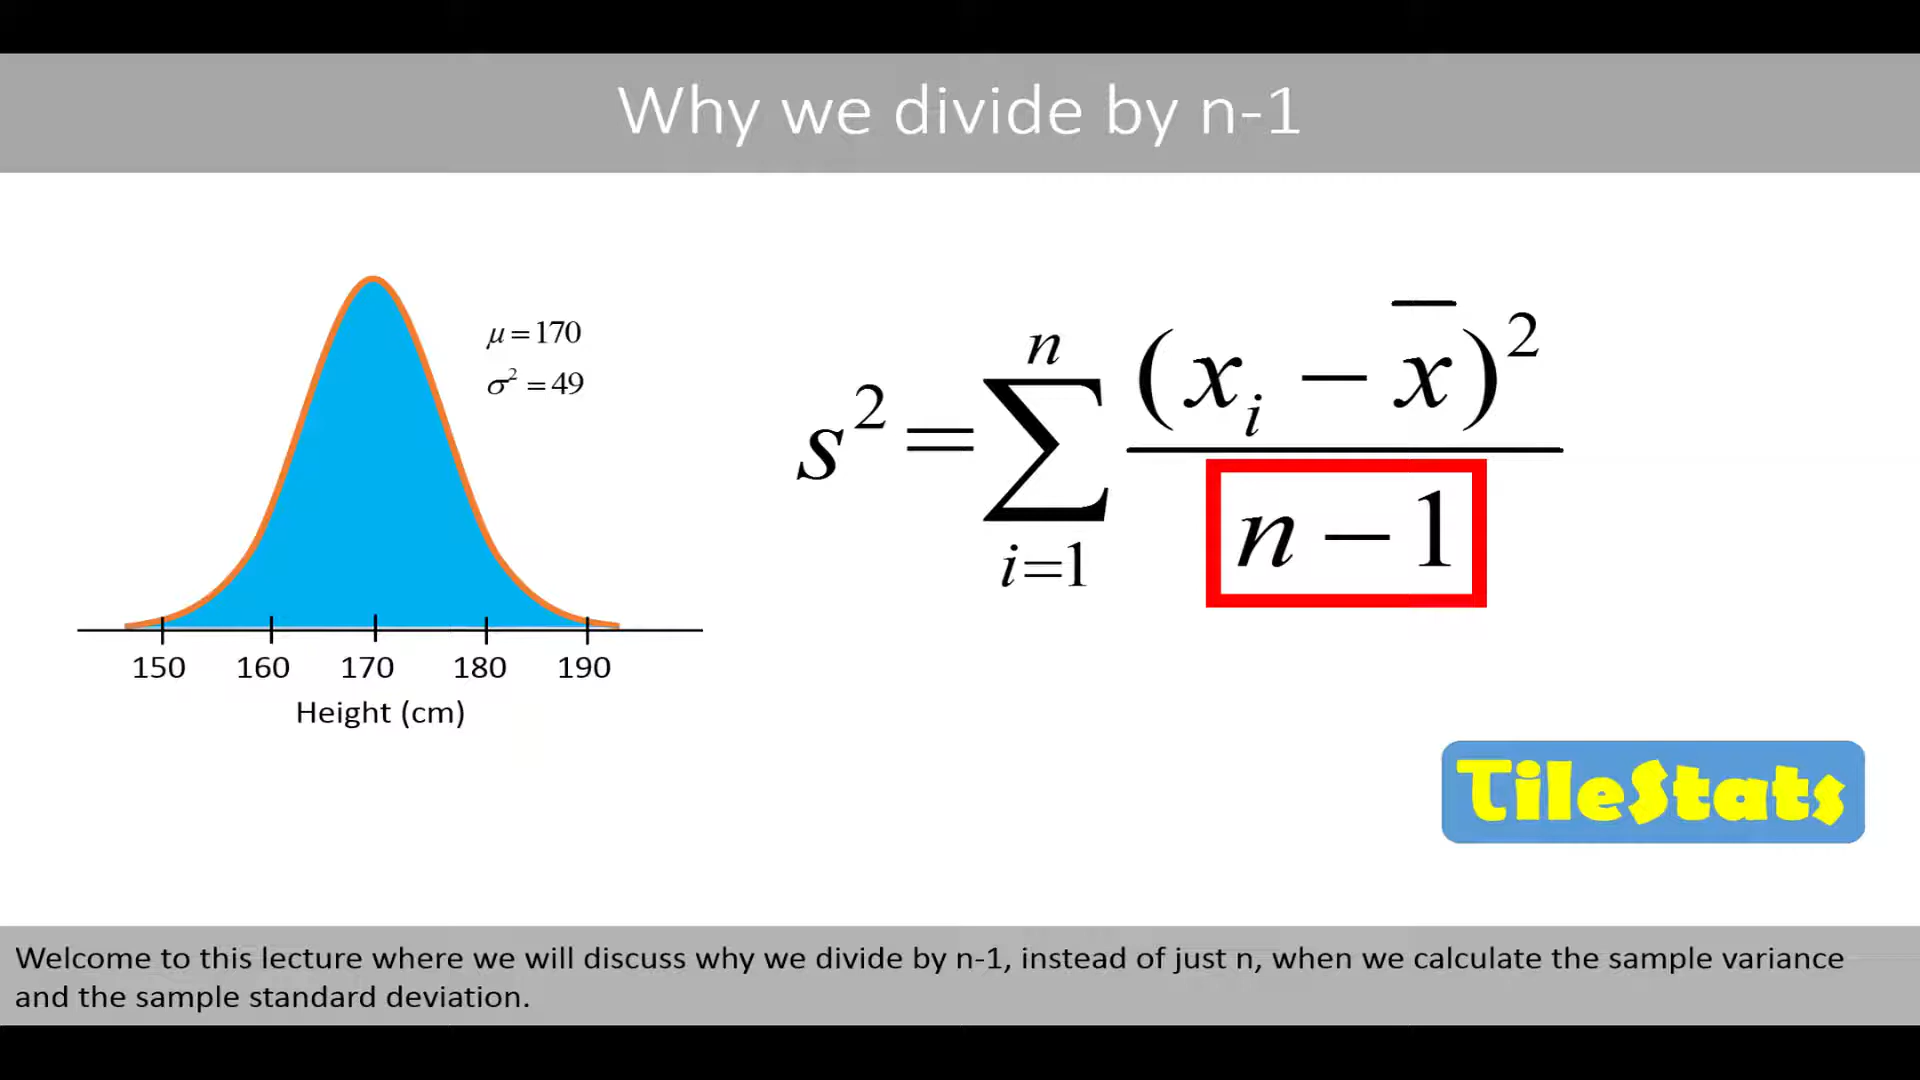 Why we divide by n-1
μ = 170
σ² = 49
s² = ∑ⁿᵢ₌₁ (xᵢ − x̅)² / n − 1
150 160 170 180 190
Height (cm)
TileStats
Welcome to this lecture where we will discuss why we divide by n-1, instead of just n, when we calculate the sample variance
and the sample standard deviation.